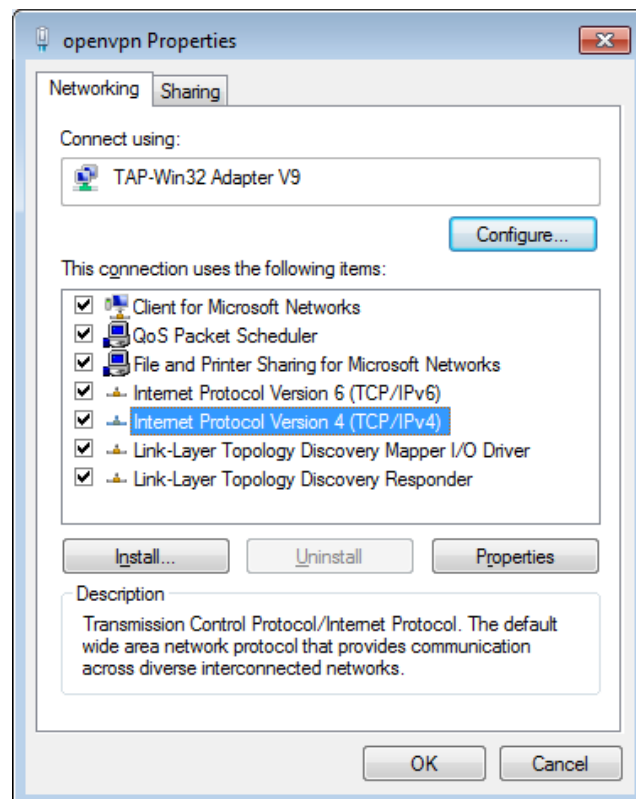 openvpn Properties
Networking
Sharing
Connect using:
TAP-Win32 Adapter V9
Configure...
This connection uses the following items:
Client for Microsoft Networks
QoS Packet Scheduler
File and Printer Sharing for Microsoft Networks
Internet Protocol Version 6 (TCP/IPv6)
Internet Protocol Version 4 (TCP/IPv4)
Link-Layer Topology Discovery Mapper I/O Driver
Link-Layer Topology Discovery Responder
Install...
Uninstall
Properties
Description
Transmission Control Protocol/Internet Protocol. The default
wide area network protocol that provides communication
across diverse interconnected networks.
OK
Cancel